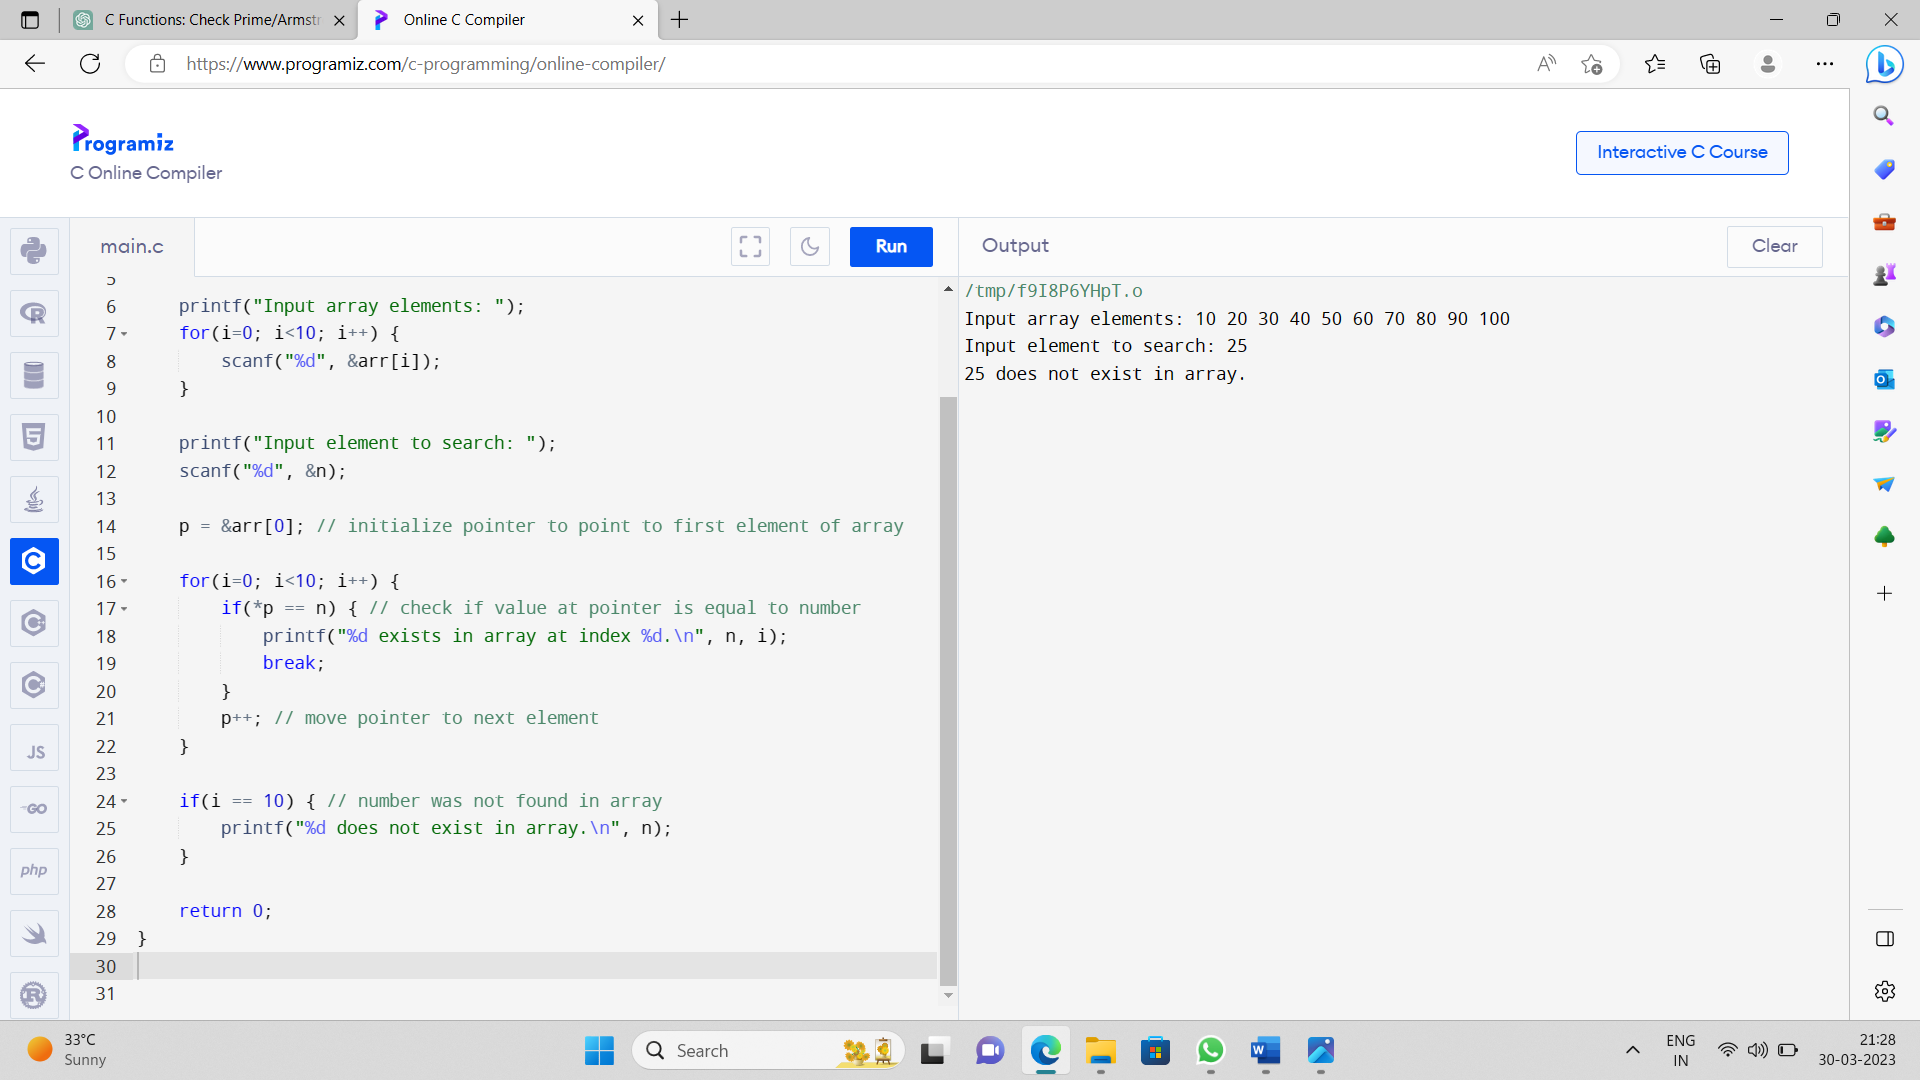 C Functions: Check Prime/Armstr
Online C Compiler
https://www.programiz.com/c-programming/online-compiler/
Programiz
C Online Compiler
Interactive C Course
main.c
Run
Output
Clear
5
6 printf("Input array elements: ");
7 for(i=0; i<10; i++) {
8 scanf("%d", &arr[i]);
9 }
10
11 printf("Input element to search: ");
12 scanf("%d", &n);
13
14 p = &arr[0]; // initialize pointer to point to first element of array
15
16 for(i=0; i<10; i++) {
17 if(*p == n) { // check if value at pointer is equal to number
18 printf("%d exists in array at index %d.\n", n, i);
19 break;
20 }
21 p++; // move pointer to next element
22 }
23
24 if(i == 10) { // number was not found in array
25 printf("%d does not exist in array.\n", n);
26 }
27
28 return 0;
29 }
30
31
/tmp/f9I8P6YHpT.o
Input array elements: 10 20 30 40 50 60 70 80 90 100
Input element to search: 25
25 does not exist in array.
JS
GO
php
33°C
Sunny
Search
ENG
IN
21:28
30-03-2023